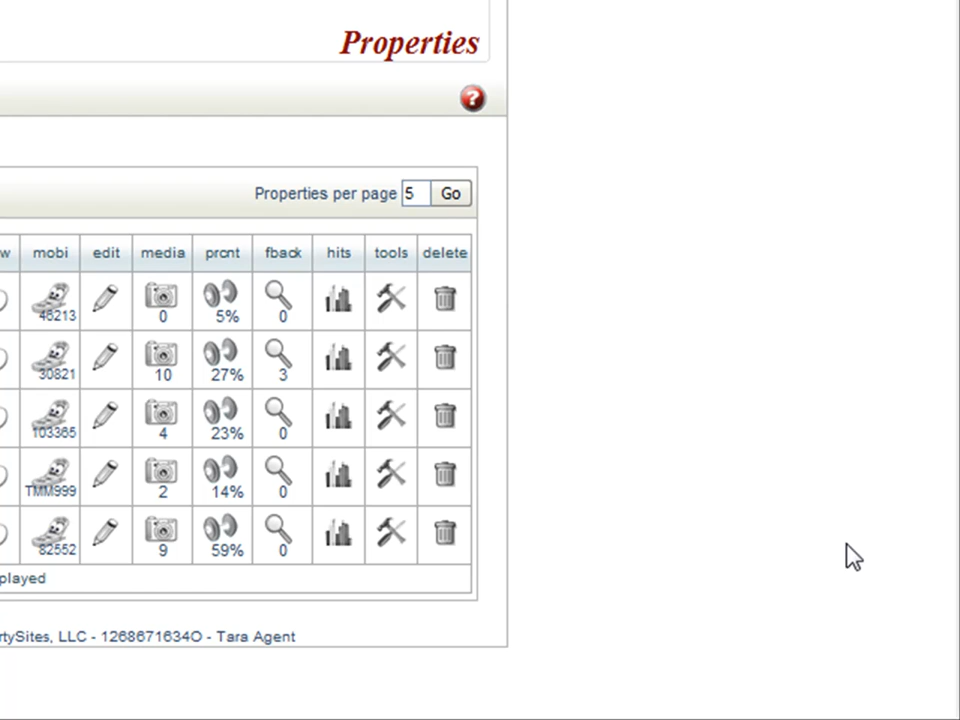 Properties
?
Properties per page 5 Go
w mobi edit media prcnt fback hits tools delete
46213 0 5% 0
30821 10 27% 3
103365 4 23% 0
TMM999 2 14% 0
82552 9 59% 0
played
rtySites, LLC - 1268671634O - Tara Agent